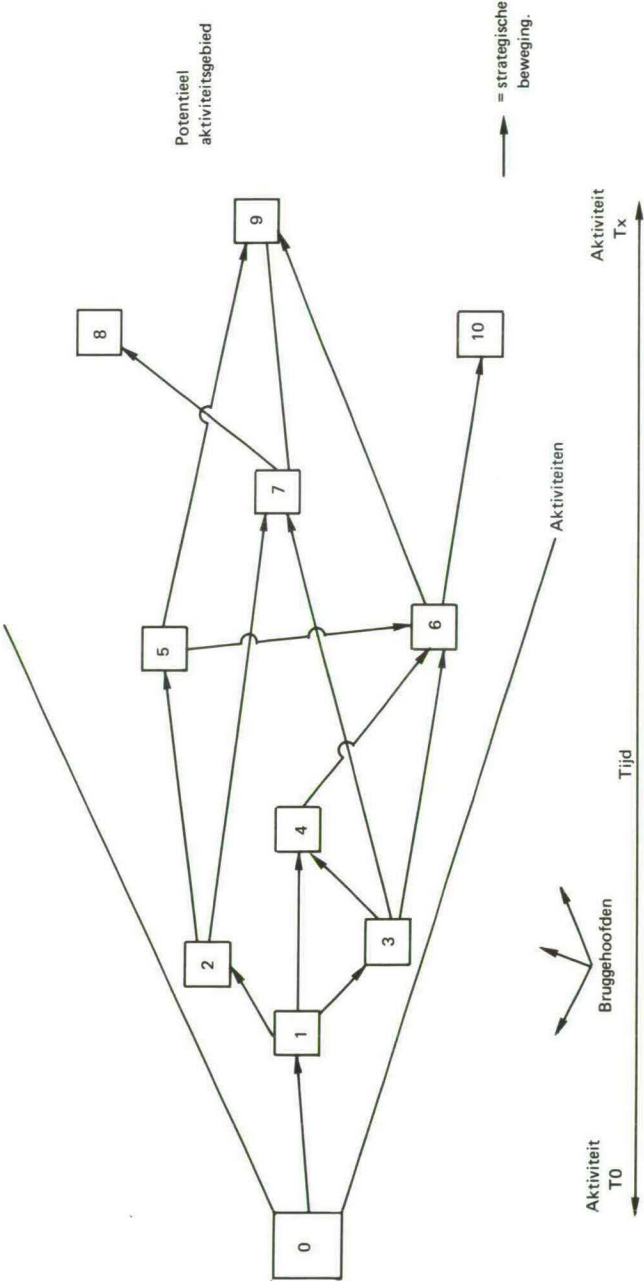 Potentieel
aktiviteitsgebied
8
9
5
7
2
4
6
10
1
3
0
Aktiviteiten
= strategische
beweging.
Bruggehoofden
Tijd
Aktiviteit
T0
Aktiviteit
Tx